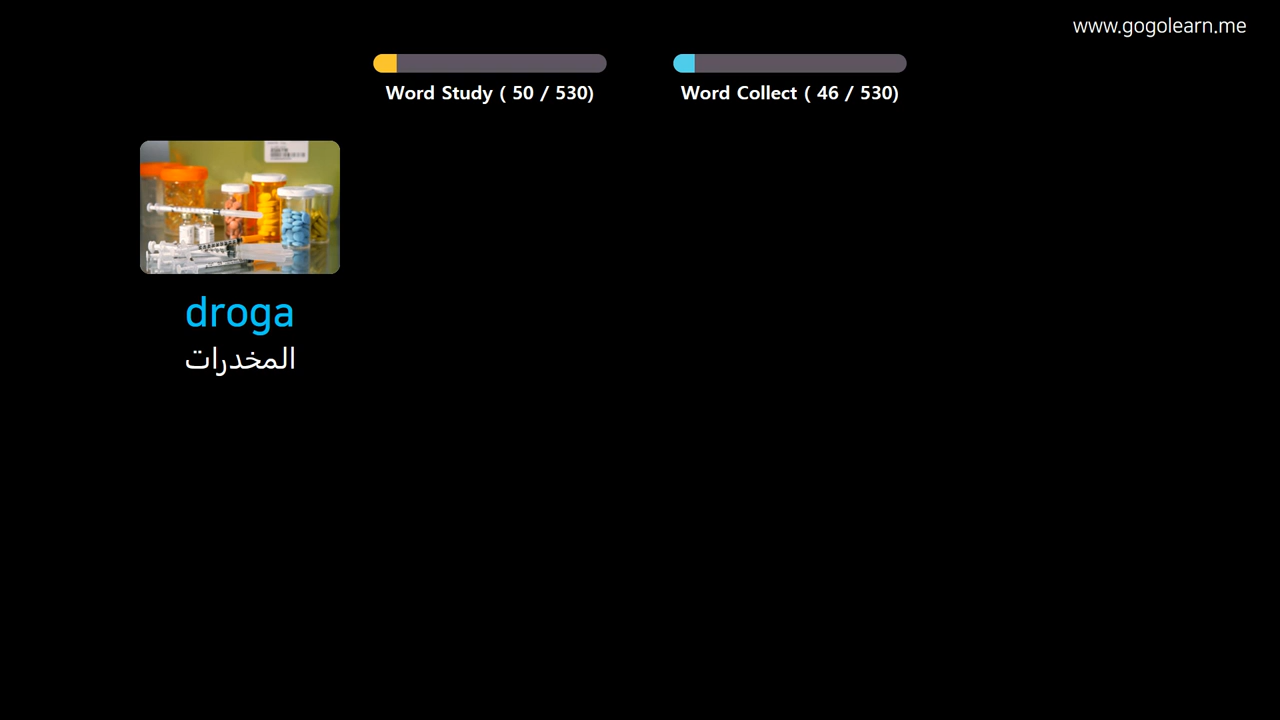 www.gogolearn.me
Word Study ( 50 / 530)
Word Collect ( 46 / 530)
droga
المخدرات